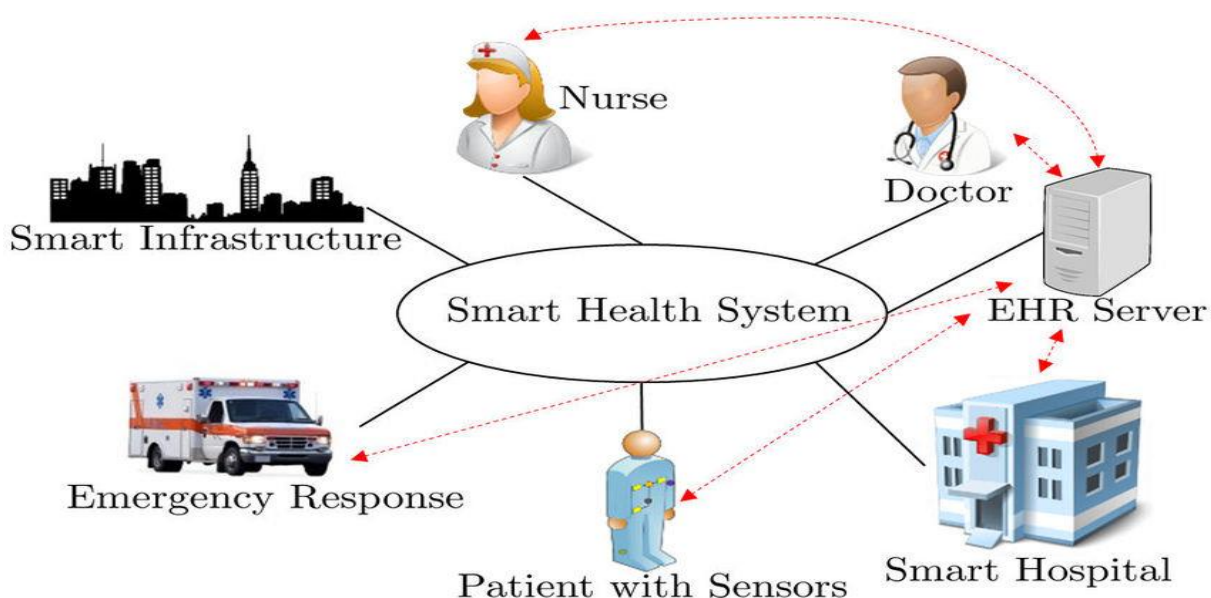 Nurse
Doctor
Smart Infrastructure
Smart Health System
EHR Server
Emergency Response
Smart Hospital
Patient with Sensors